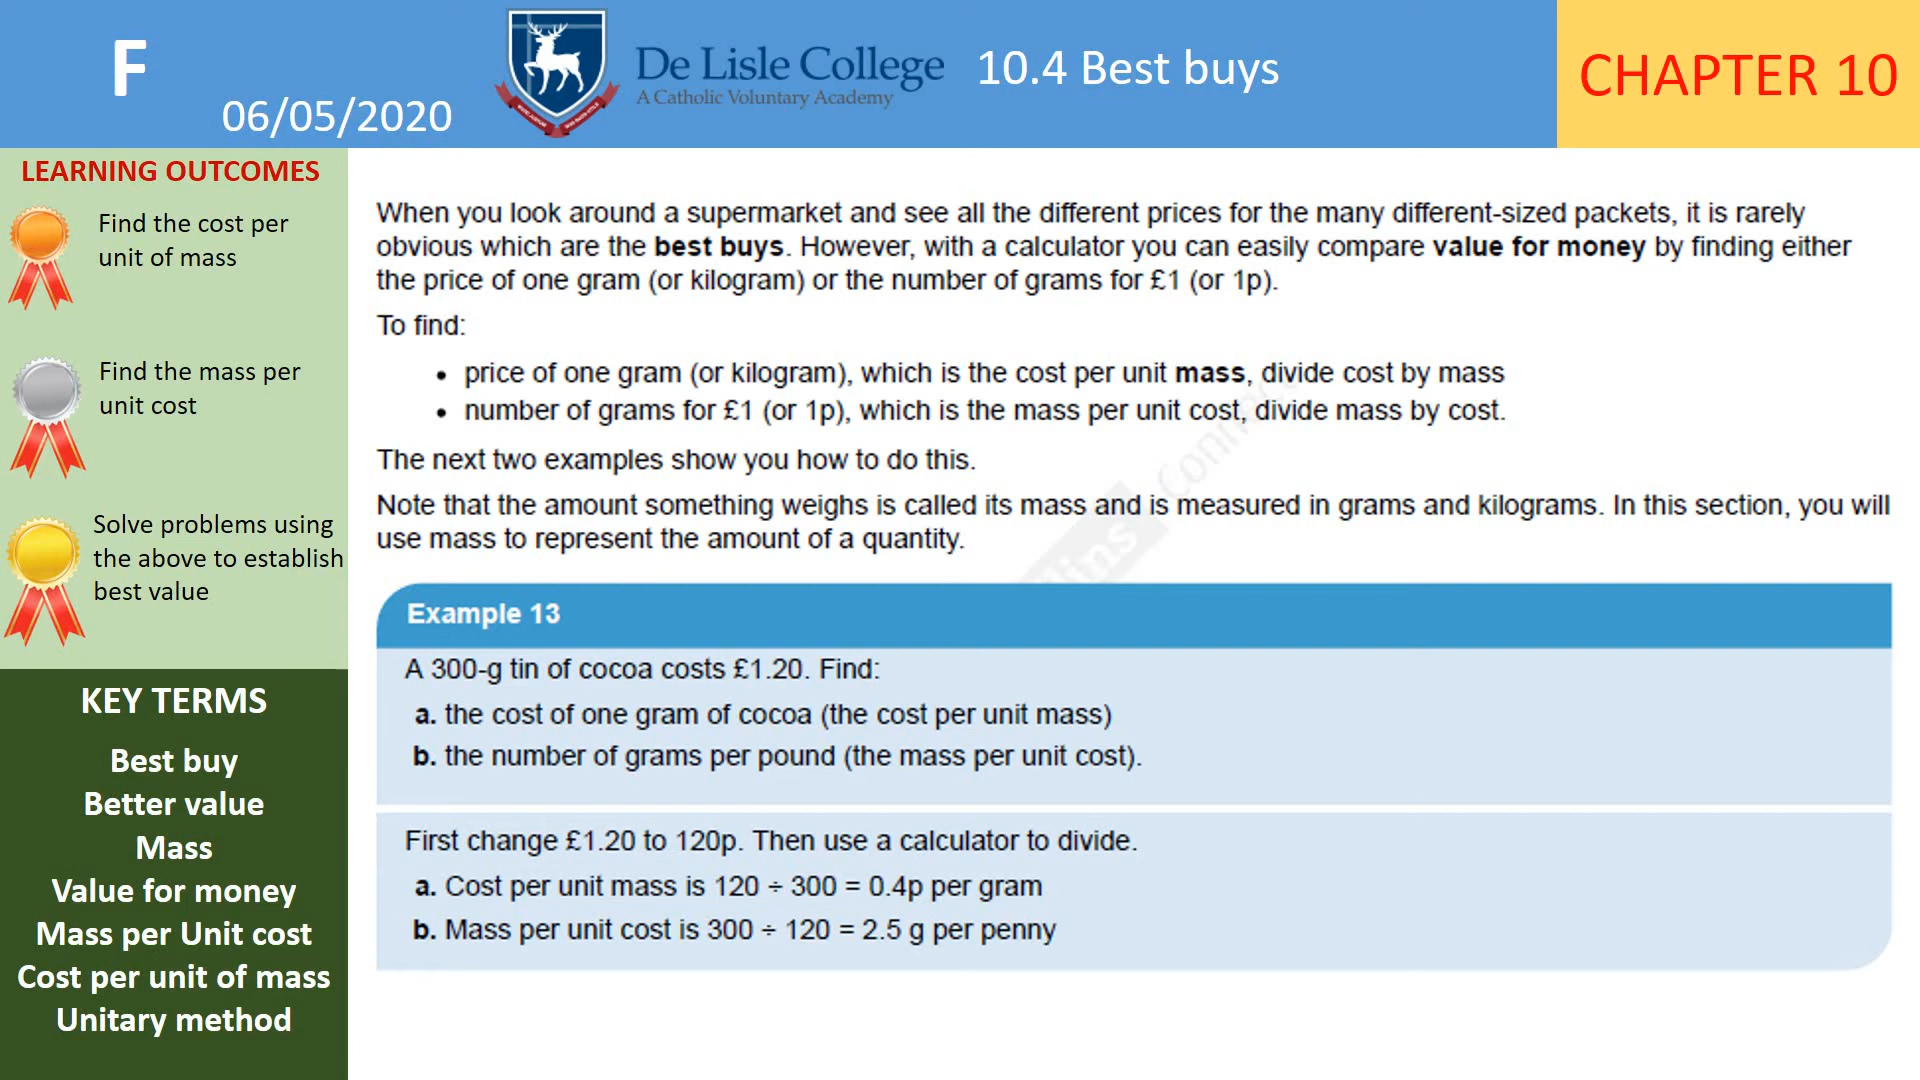 F
06/05/2020
De Lisle College
A Catholic Voluntary Academy
10.4 Best buys
CHAPTER 10
LEARNING OUTCOMES
Find the cost per
unit of mass
Find the mass per
unit cost
Solve problems using
the above to establish
best value
KEY TERMS
Best buy
Better value
Mass
Value for money
Mass per Unit cost
Cost per unit of mass
Unitary method
When you look around a supermarket and see all the different prices for the many different-sized packets, it is rarely
obvious which are the best buys. However, with a calculator you can easily compare value for money by finding either
the price of one gram (or kilogram) or the number of grams for £1 (or 1p).
To find:
• price of one gram (or kilogram), which is the cost per unit mass, divide cost by mass
• number of grams for £1 (or 1p), which is the mass per unit cost, divide mass by cost.
The next two examples show you how to do this.
Note that the amount something weighs is called its mass and is measured in grams and kilograms. In this section, you will
use mass to represent the amount of a quantity.
Example 13
A 300-g tin of cocoa costs £1.20. Find:
a. the cost of one gram of cocoa (the cost per unit mass)
b. the number of grams per pound (the mass per unit cost).
First change £1.20 to 120p. Then use a calculator to divide.
a. Cost per unit mass is 120 ÷ 300 = 0.4p per gram
b. Mass per unit cost is 300 ÷ 120 = 2.5 g per penny